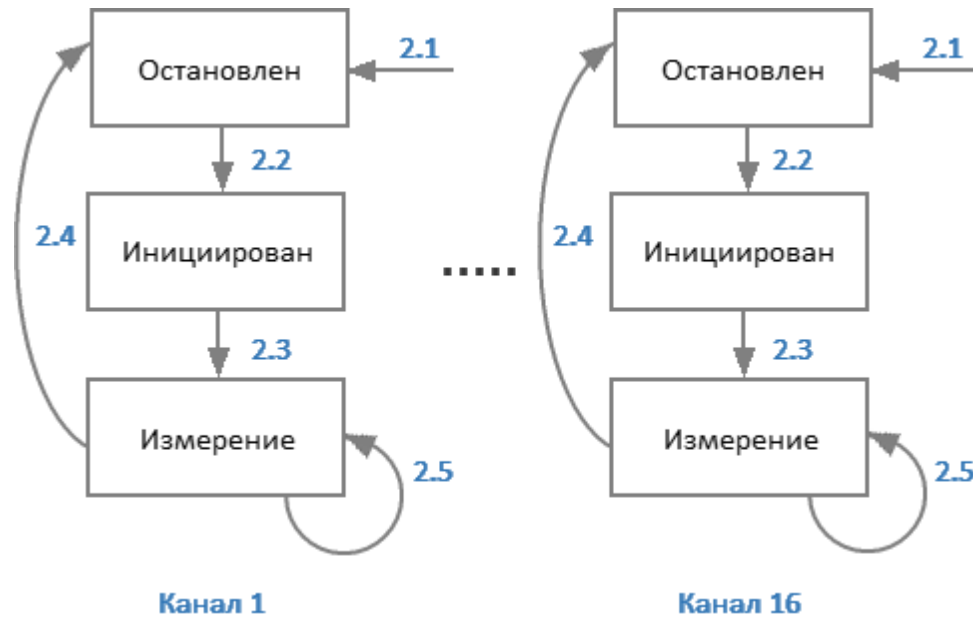 2.1
Остановлен
2.2
2.4
Инициирован
2.3
Измерение
2.5
Канал 1
.....
2.1
Остановлен
2.2
2.4
Инициирован
2.3
Измерение
2.5
Канал 16